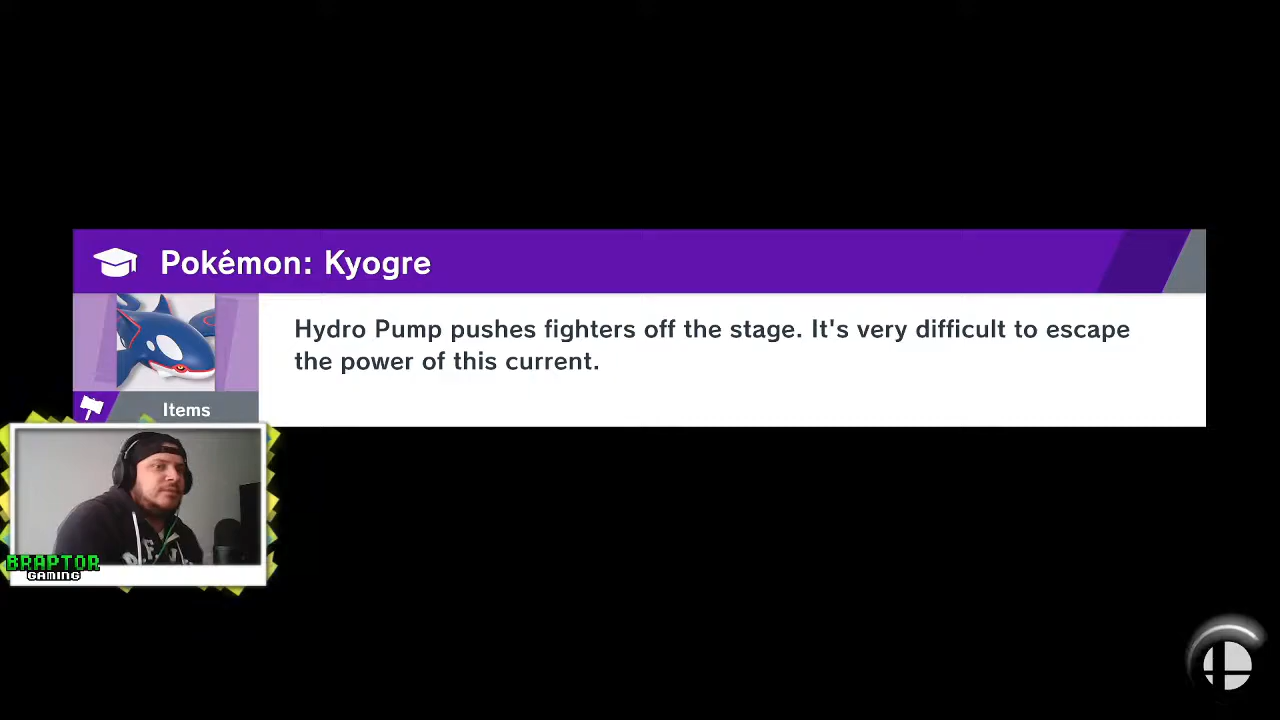 Pokémon: Kyogre
Hydro Pump pushes fighters off the stage. It's very difficult to escape
the power of this current.
Items
BRAPTOR
GAMING